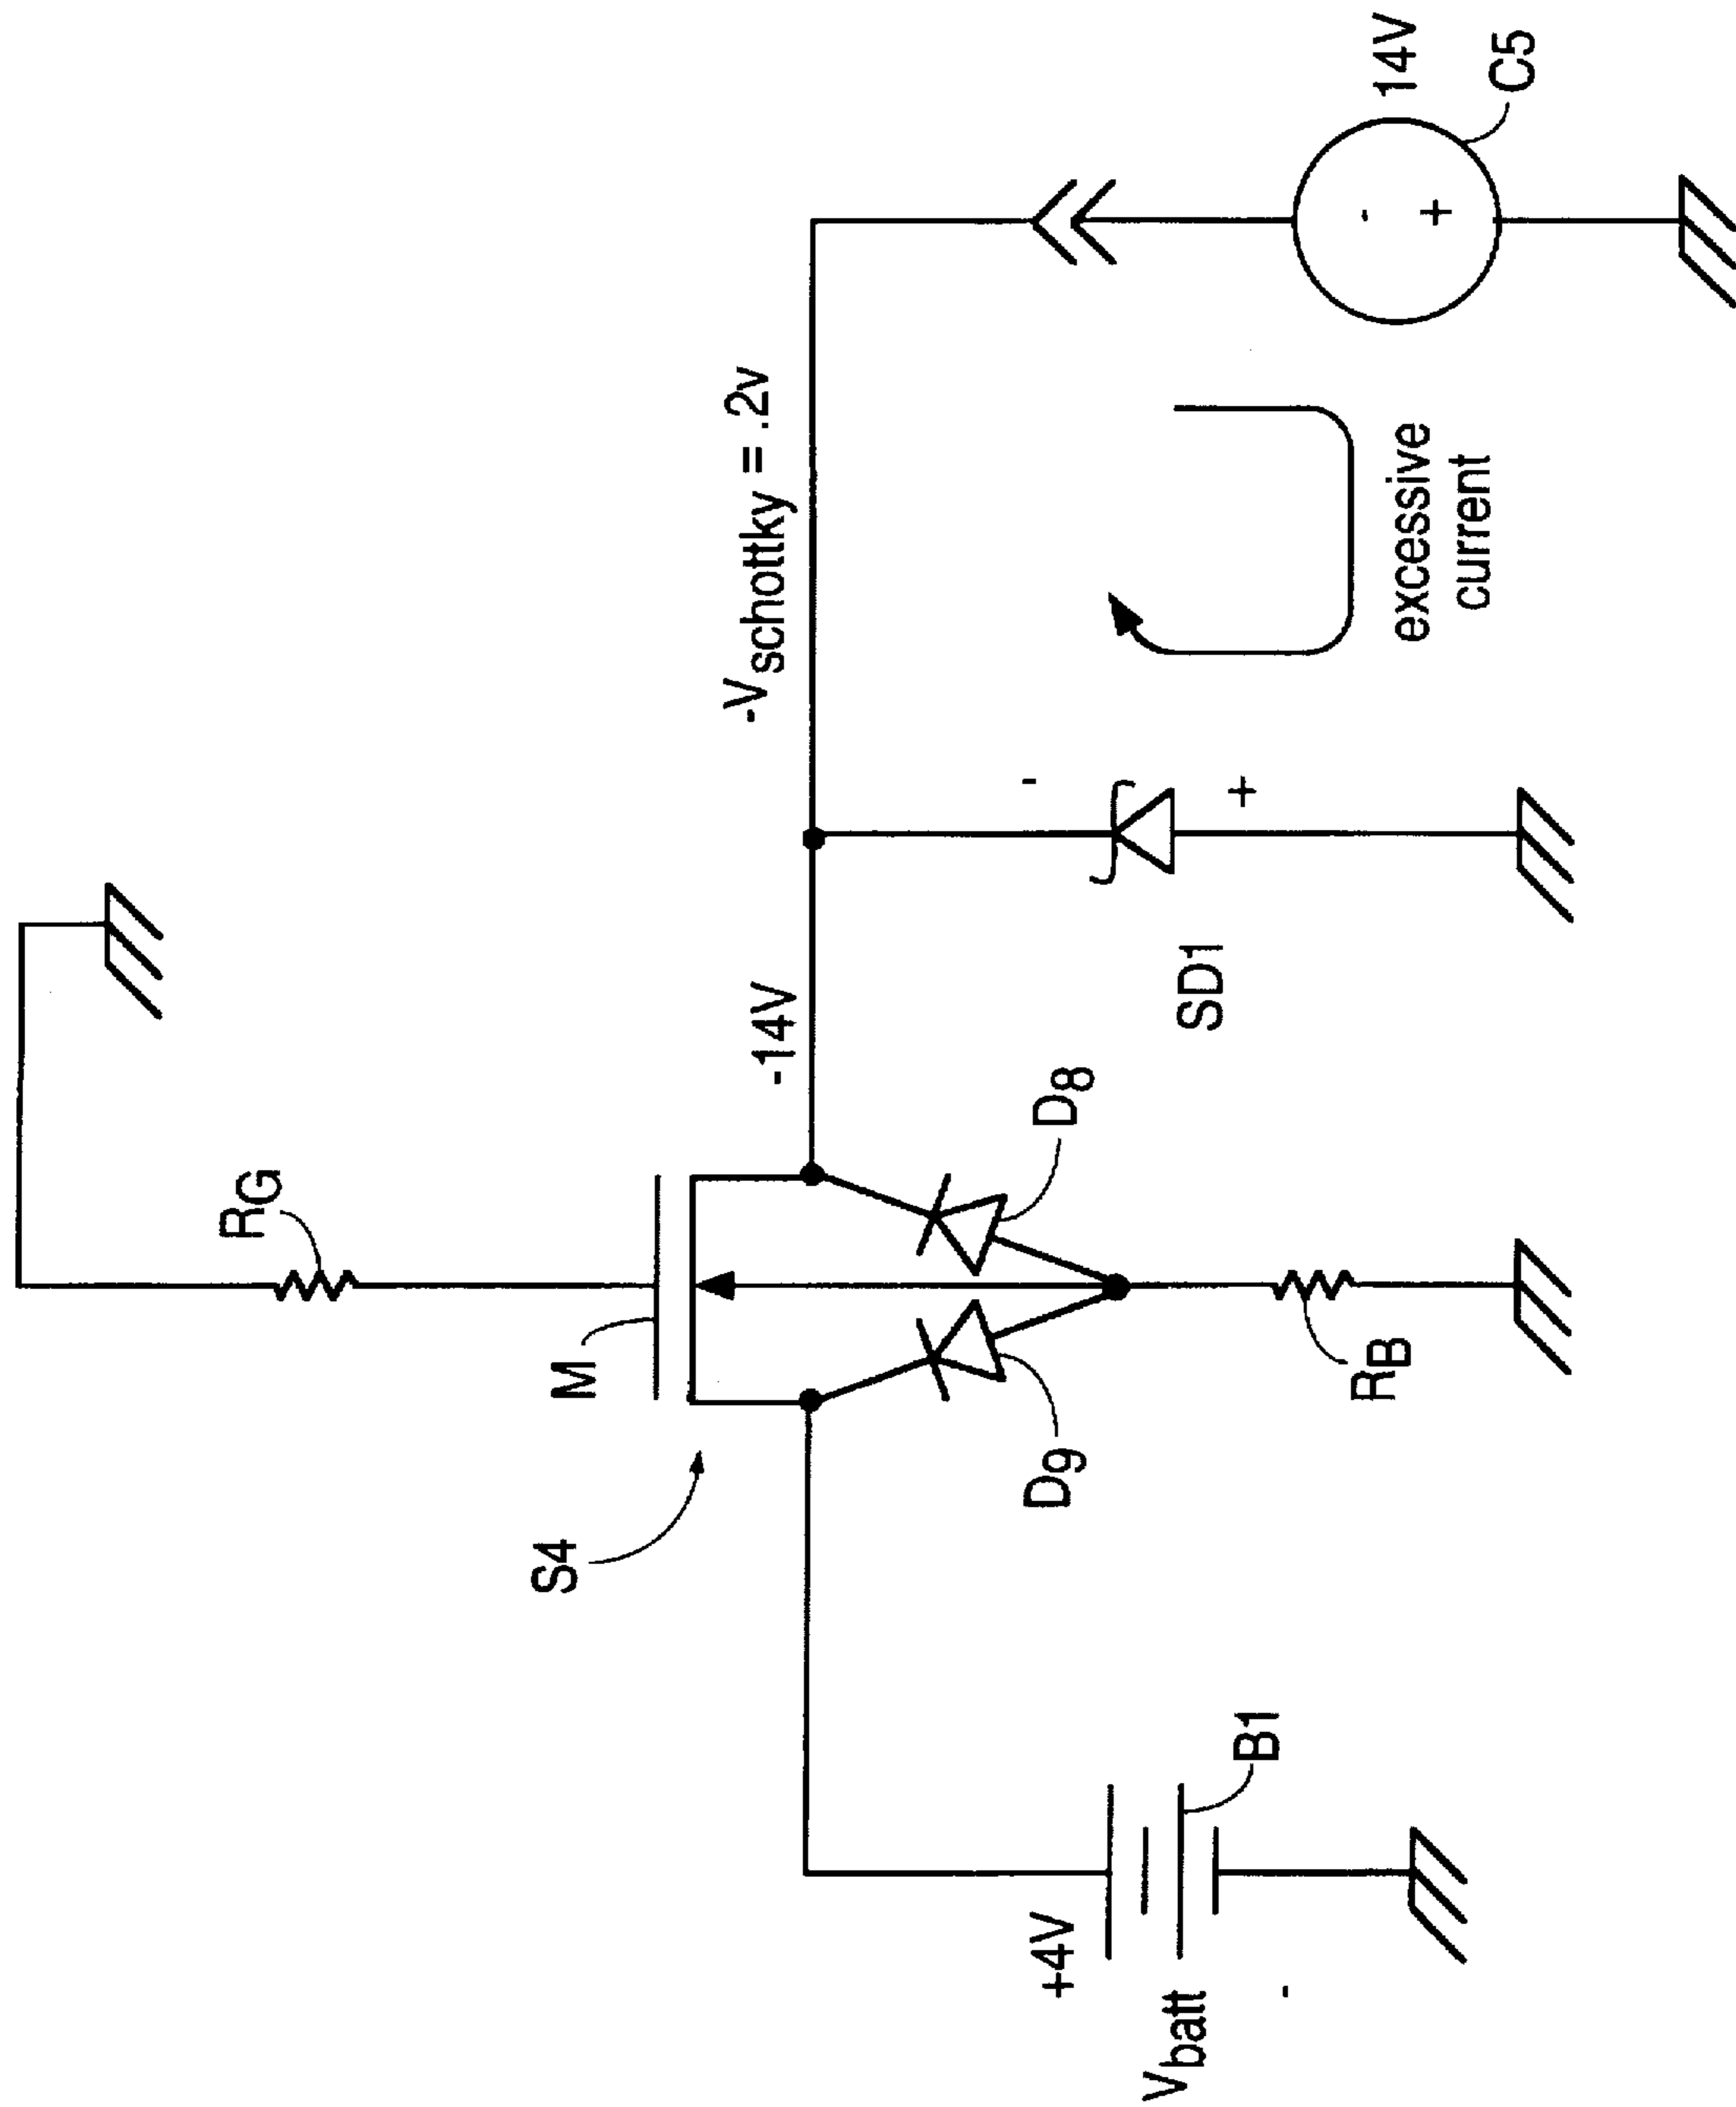 RG
M
S4
-14V
-Vschottky = .2v
D9
D8
SD1
-
+
RB
+4V
Vbatt
-
B1
excessive
current
14V
-
+
C5